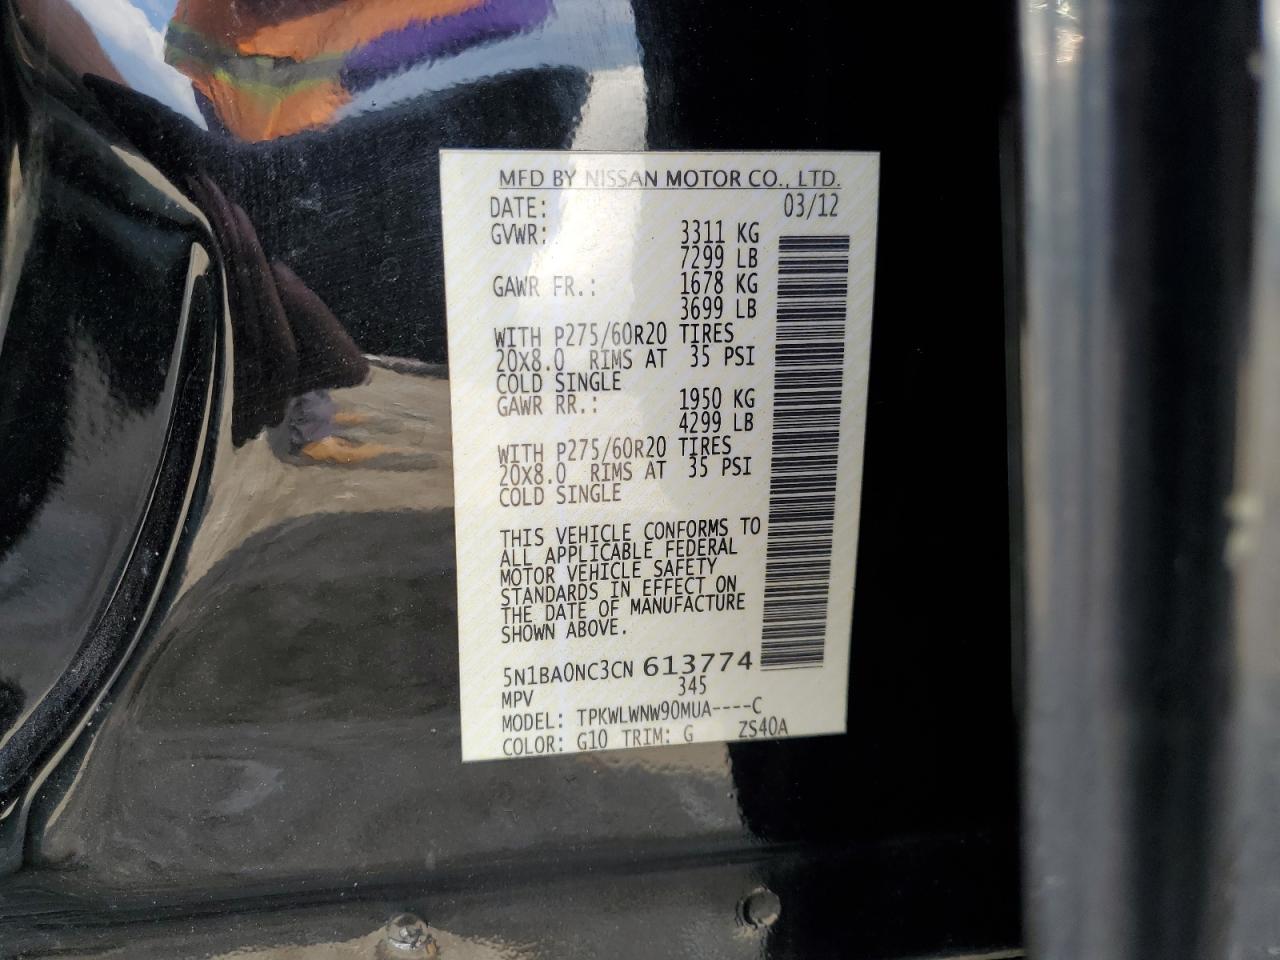 MFD BY NISSAN MOTOR CO., LTD.
DATE: 03/12
GVWR: 3311 KG
7299 LB
GAWR FR.: 1678 KG
3699 LB
WITH P275/60R20 TIRES
20X8.0 RIMS AT 35 PSI
COLD SINGLE
GAWR RR.: 1950 KG
4299 LB
WITH P275/60R20 TIRES
20X8.0 RIMS AT 35 PSI
COLD SINGLE
THIS VEHICLE CONFORMS TO
ALL APPLICABLE FEDERAL
MOTOR VEHICLE SAFETY
STANDARDS IN EFFECT ON
THE DATE OF MANUFACTURE
SHOWN ABOVE.
5N1BA0NC3CN 613774
MPV 345
MODEL: TPKWLWNW90MUA----C
COLOR: G10 TRIM: G ZS40A